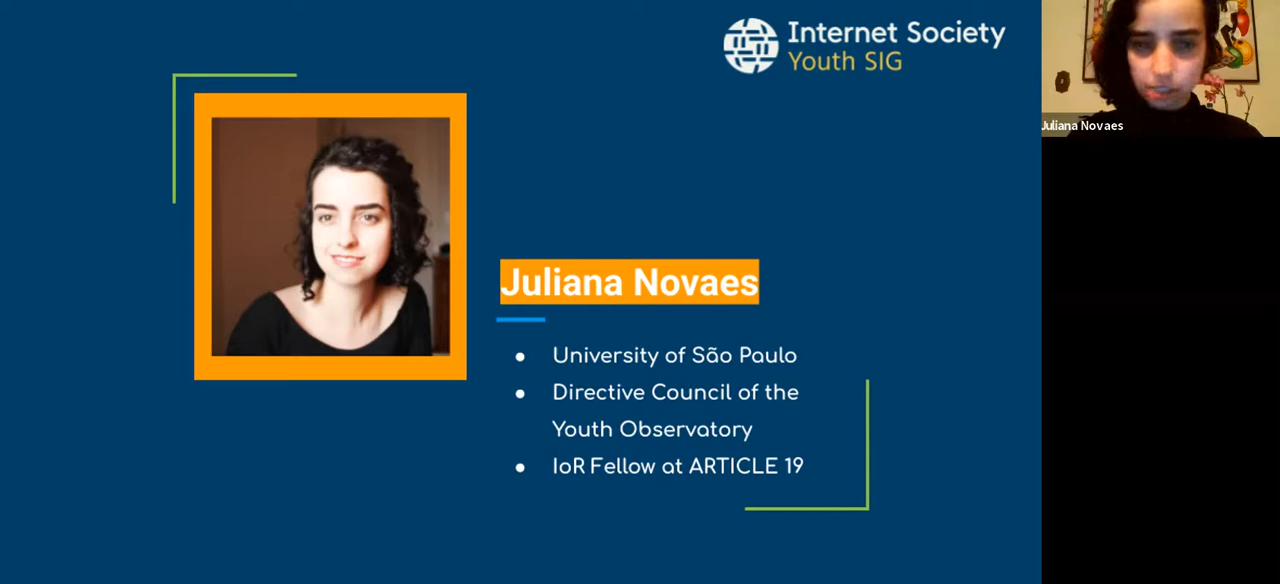 Internet Society
Youth SIG
Juliana Novaes
Juliana Novaes
● University of São Paulo
● Directive Council of the
Youth Observatory
● IoR Fellow at ARTICLE 19